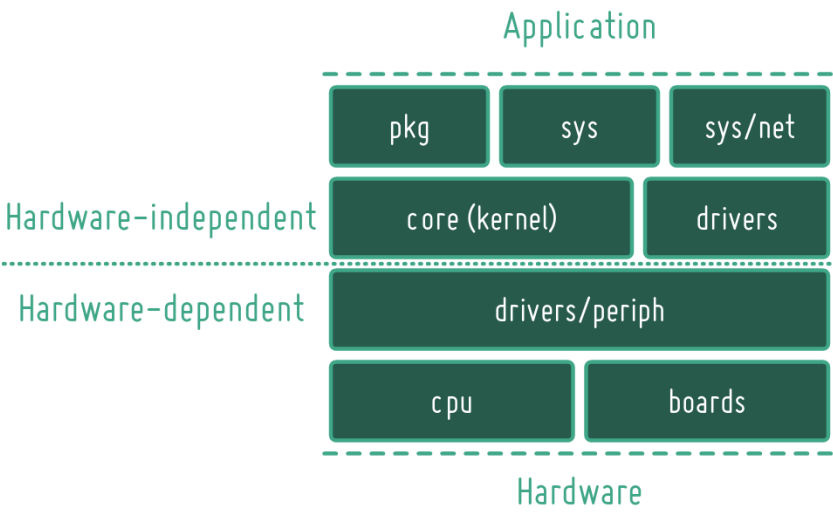 Application
pkg
sys
sys/net
Hardware-independent
core (kernel)
drivers
Hardware-dependent
drivers/periph
cpu
boards
Hardware